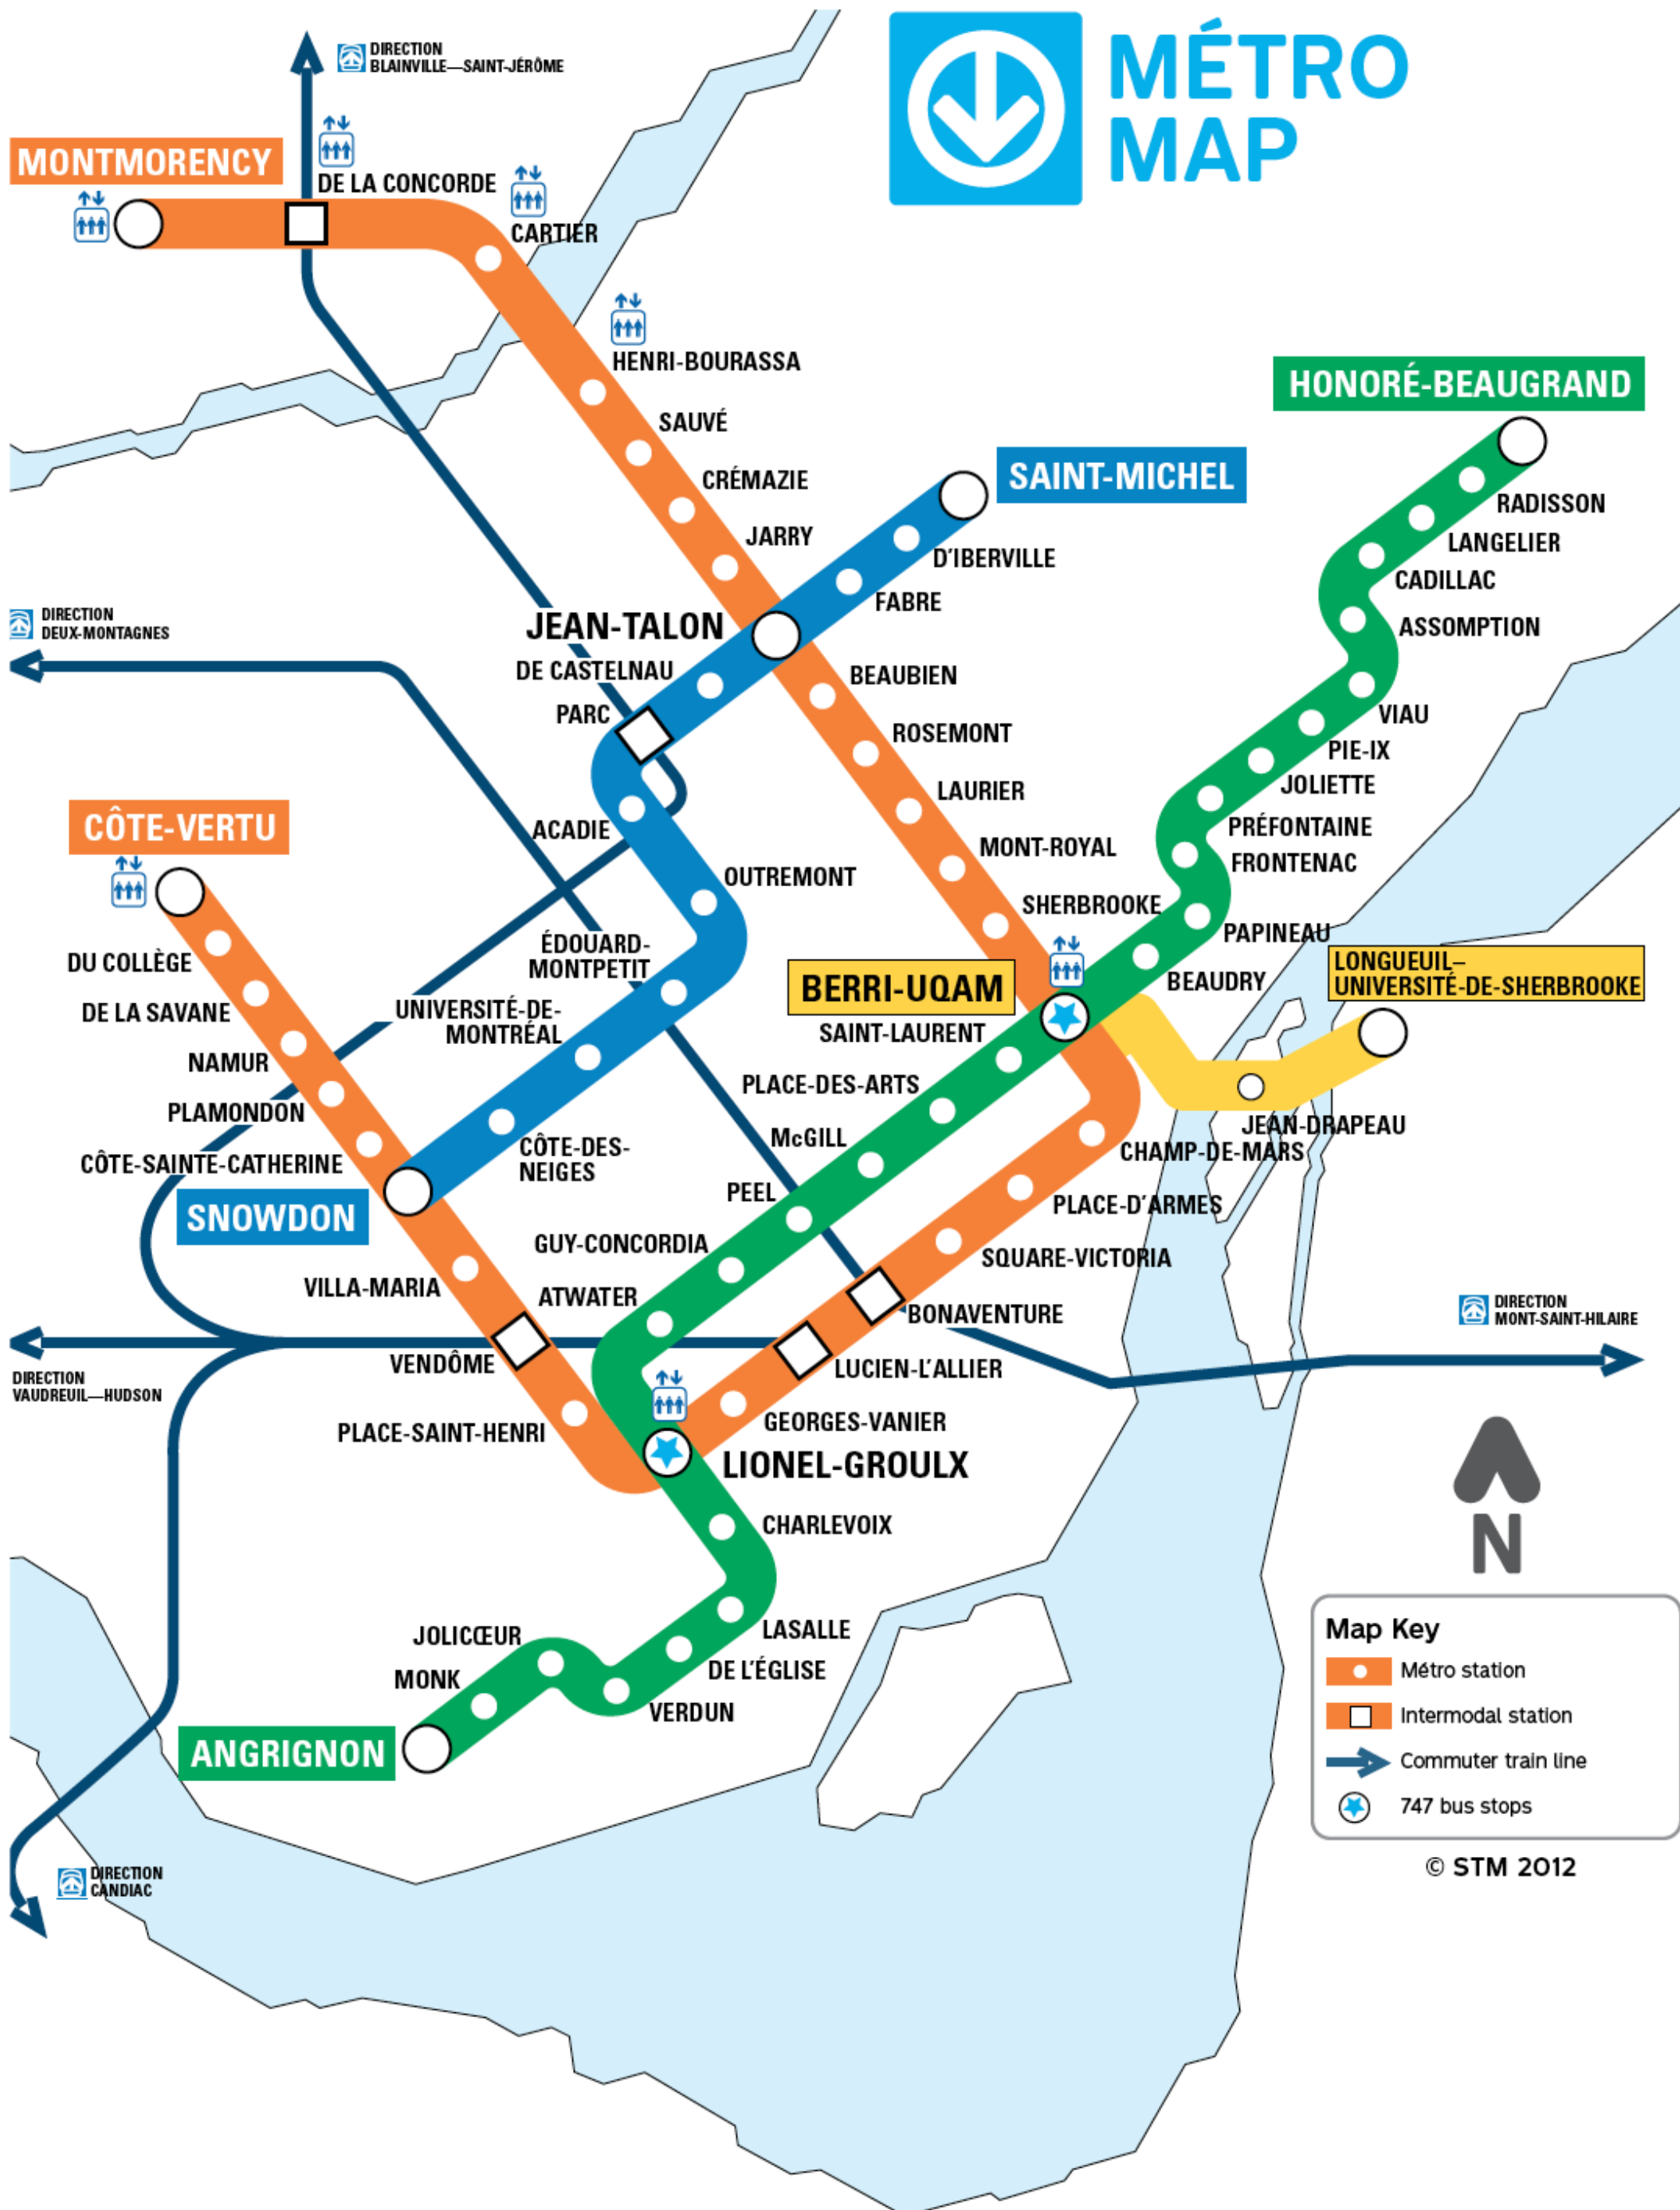 MÉTRO
MAP
DIRECTION
BLAINVILLE—SAINT-JÉRÔME
MONTMORENCY
DE LA CONCORDE
CARTIER
HENRI-BOURASSA
SAUVÉ
CRÉMAZIE
JARRY
HONORÉ-BEAUGRAND
SAINT-MICHEL
RADISSON
LANGELIER
CADILLAC
ASSOMPTION
D'IBERVILLE
FABRE
DIRECTION
DEUX-MONTAGNES
JEAN-TALON
DE CASTELNAU
PARC
BEAUBIEN
ROSEMONT
LAURIER
MONT-ROYAL
SHERBROOKE
VIAU
PIE-IX
JOLIETTE
PRÉFONTAINE
FRONTENAC
PAPINEAU
BEAUDRY
CÔTE-VERTU
ACADIE
OUTREMONT
ÉDOUARD-
MONTPETIT
UNIVERSITÉ-DE-
MONTRÉAL
DU COLLÈGE
DE LA SAVANE
NAMUR
PLAMONDON
CÔTE-SAINTE-CATHERINE
SNOWDON
CÔTE-DES-
NEIGES
BERRI-UQAM
LONGUEUIL–
UNIVERSITÉ-DE-SHERBROOKE
SAINT-LAURENT
PLACE-DES-ARTS
McGILL
PEEL
GUY-CONCORDIA
ATWATER
JEAN-DRAPEAU
CHAMP-DE-MARS
PLACE-D'ARMES
SQUARE-VICTORIA
BONAVENTURE
LUCIEN-L'ALLIER
GEORGES-VANIER
LIONEL-GROULX
VILLA-MARIA
VENDÔME
PLACE-SAINT-HENRI
DIRECTION
MONT-SAINT-HILAIRE
DIRECTION
VAUDREUIL—HUDSON
CHARLEVOIX
LASALLE
DE L'ÉGLISE
VERDUN
JOLICŒUR
MONK
ANGRIGNON
DIRECTION
CANDIAC
N
Map Key
Métro station
Intermodal station
Commuter train line
747 bus stops
© STM 2012